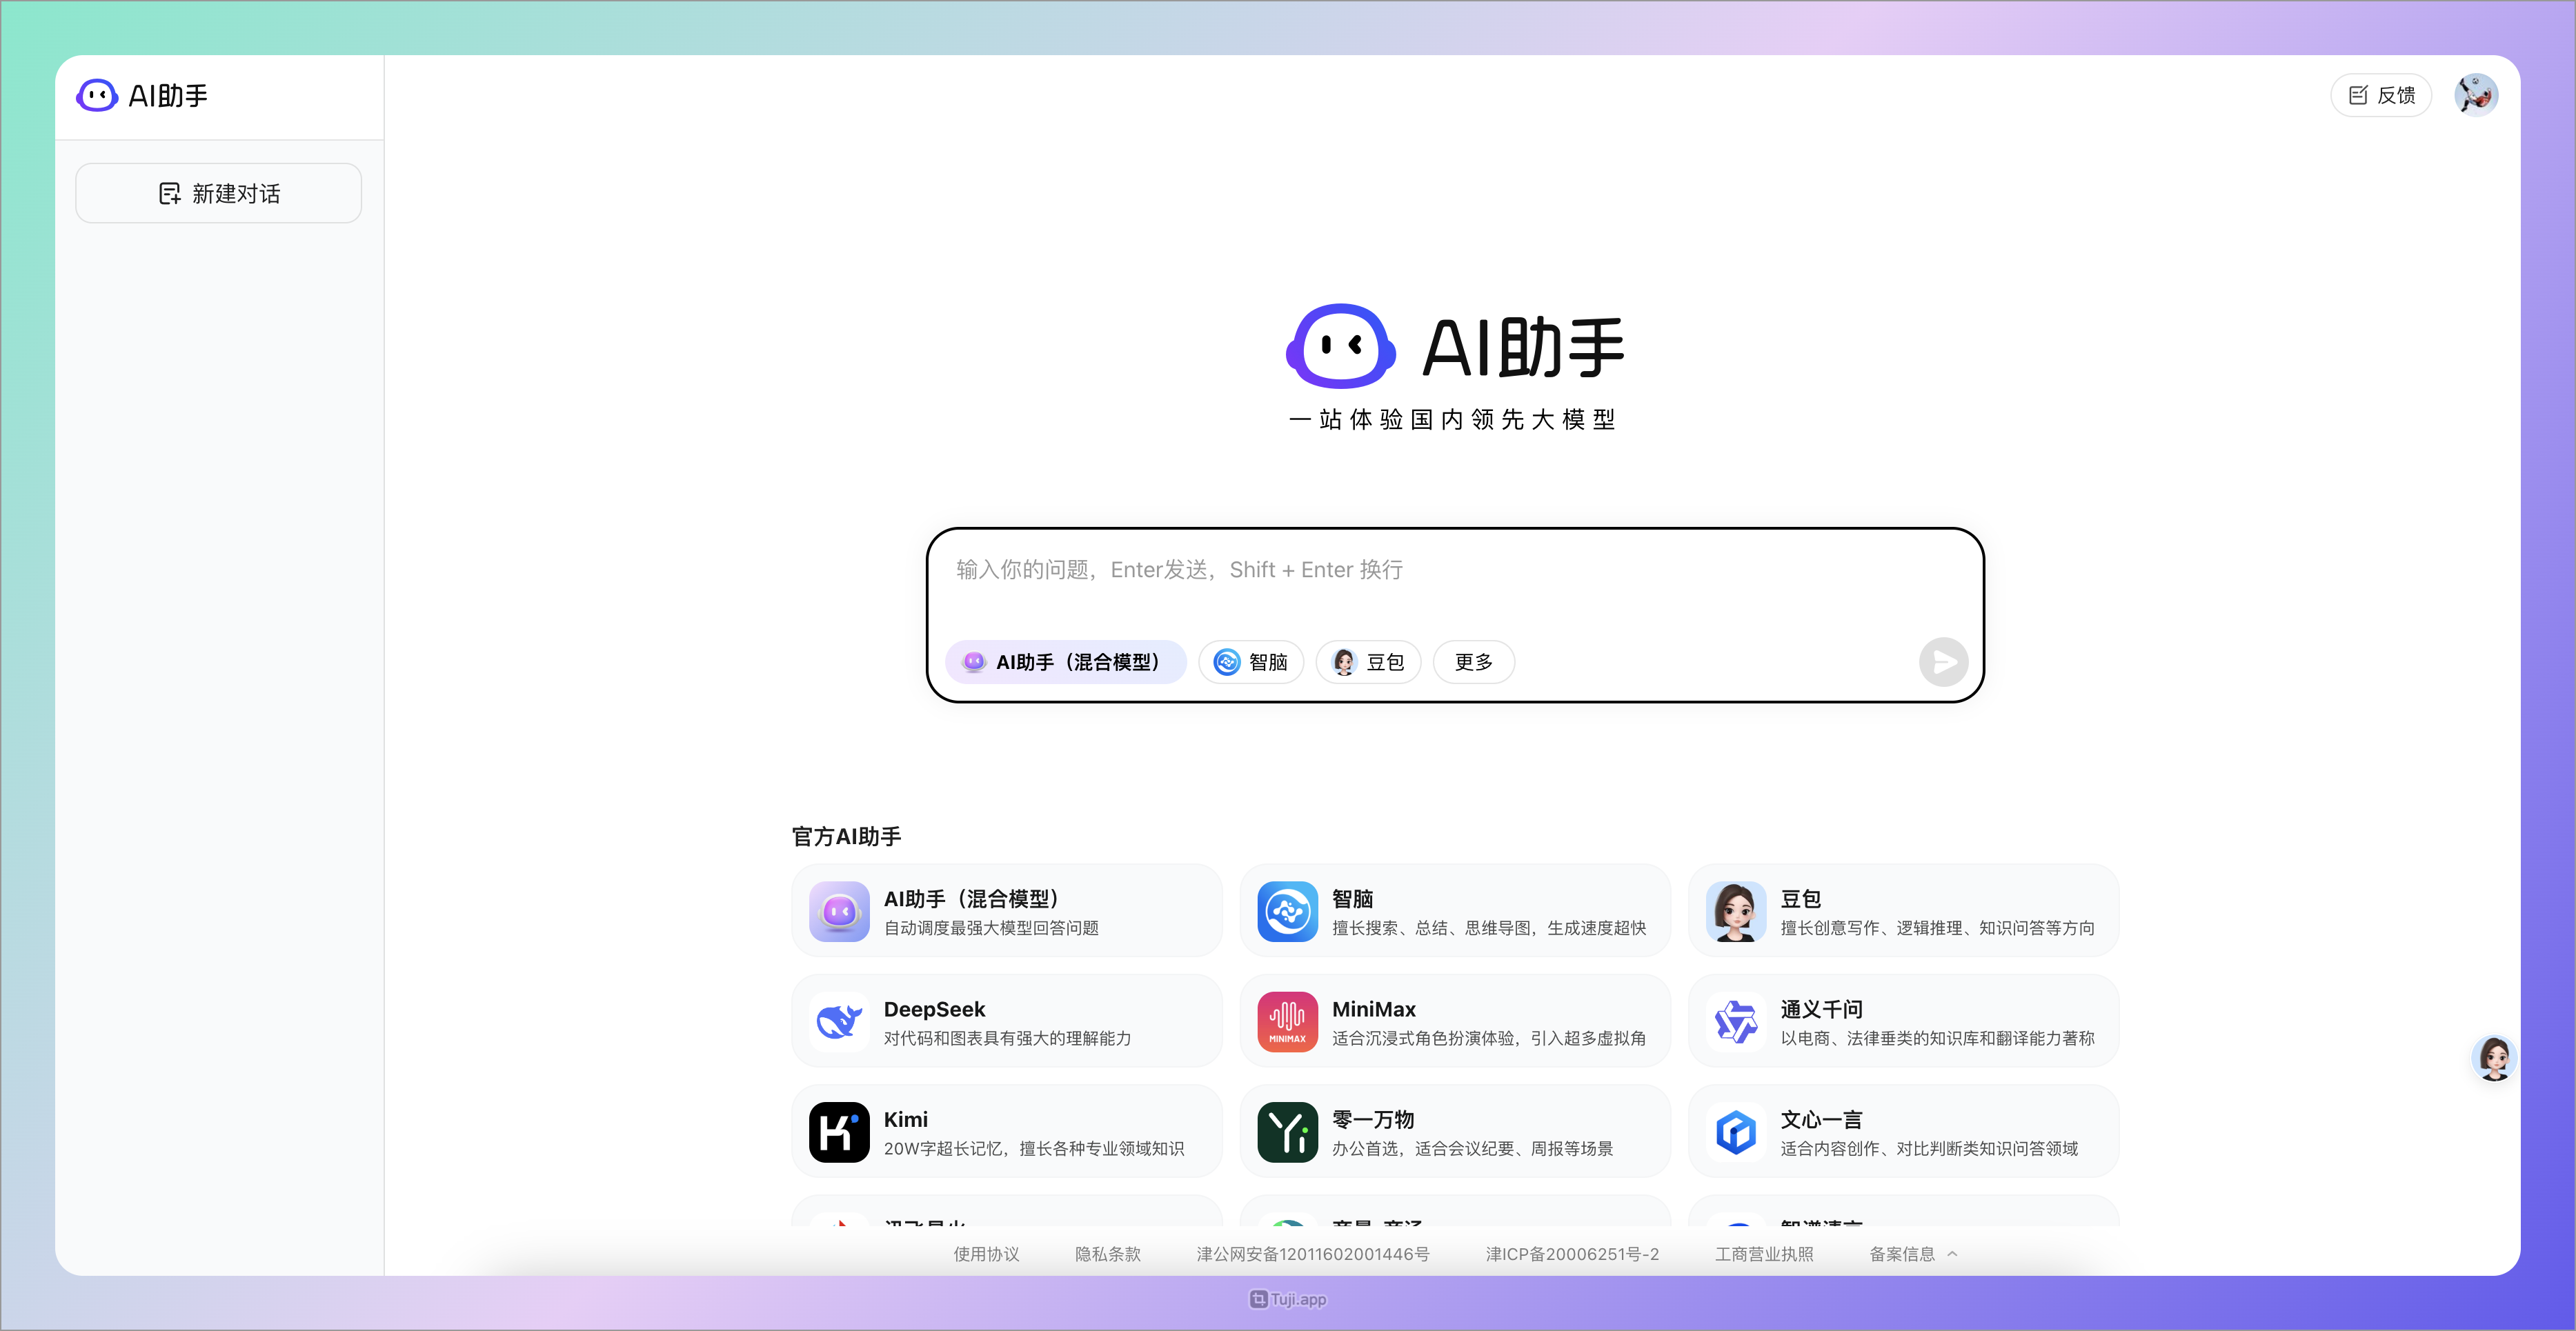 AI助手
反馈
新建对话
AI助手
一站体验国内领先大模型
输入你的问题，Enter发送，Shift + Enter 换行
AI助手（混合模型）
智脑
豆包
更多
官方AI助手
AI助手（混合模型）
自动调度最强大模型回答问题
智脑
擅长搜索、总结、思维导图，生成速度超快
豆包
擅长创意写作、逻辑推理、知识问答等方向
DeepSeek
对代码和图表具有强大的理解能力
MINIMAX
MiniMax
适合沉浸式角色扮演体验，引入超多虚拟角
通义千问
以电商、法律垂类的知识库和翻译能力著称
Kimi
20W字超长记忆，擅长各种专业领域知识
零一万物
办公首选，适合会议纪要、周报等场景
文心一言
适合内容创作、对比判断类知识问答领域
使用协议
隐私条款
津公网安备12011602001446号
津ICP备20006251号-2
工商营业执照
备案信息
Tuji.app